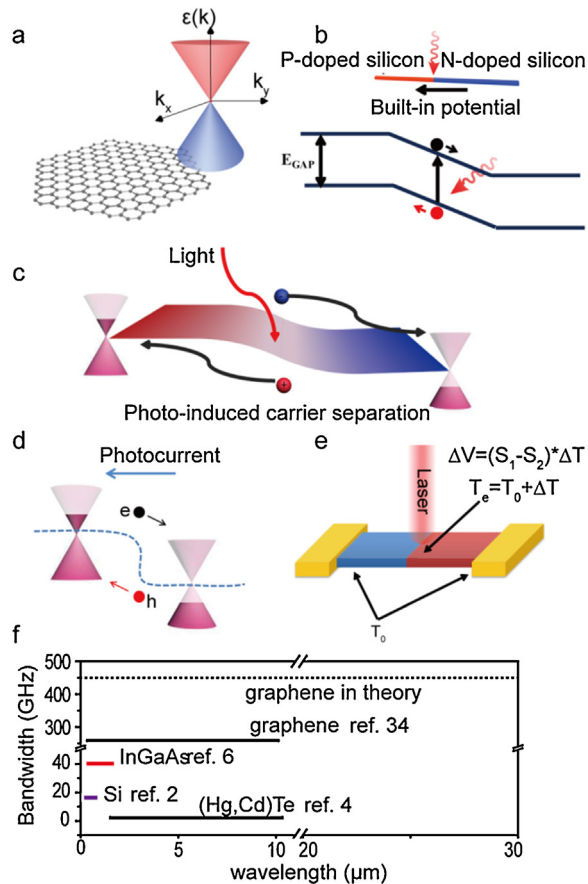 a
ε(k)
k_x
k_y
b
P-doped silicon
N-doped silicon
Built-in potential
E_GAP
c
Light
+
Photo-induced carrier separation
d
Photocurrent
e
h
e
Laser
ΔV=(S_1-S_2)*ΔT
T_e=T_0+ΔT
T_0
f
Bandwidth (GHz)
500
400
300
40
20
0
graphene in theory
graphene ref. 34
InGaAs ref. 6
Si ref. 2
(Hg,Cd)Te ref. 4
0 5 10 20 30
wavelength (μm)